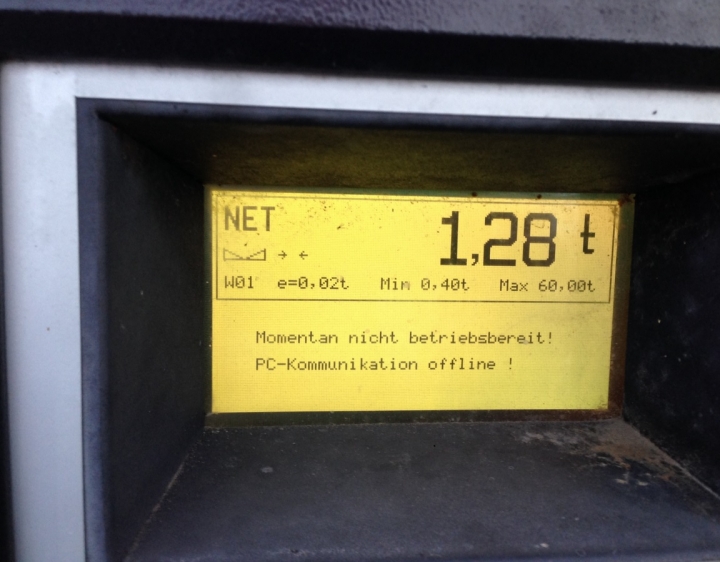 NET 1,28 t
→ ←
W01 e=0,02t Min 0,40t Max 60,00t
Momentan nicht betriebsbereit!
PC-Kommunikation offline !